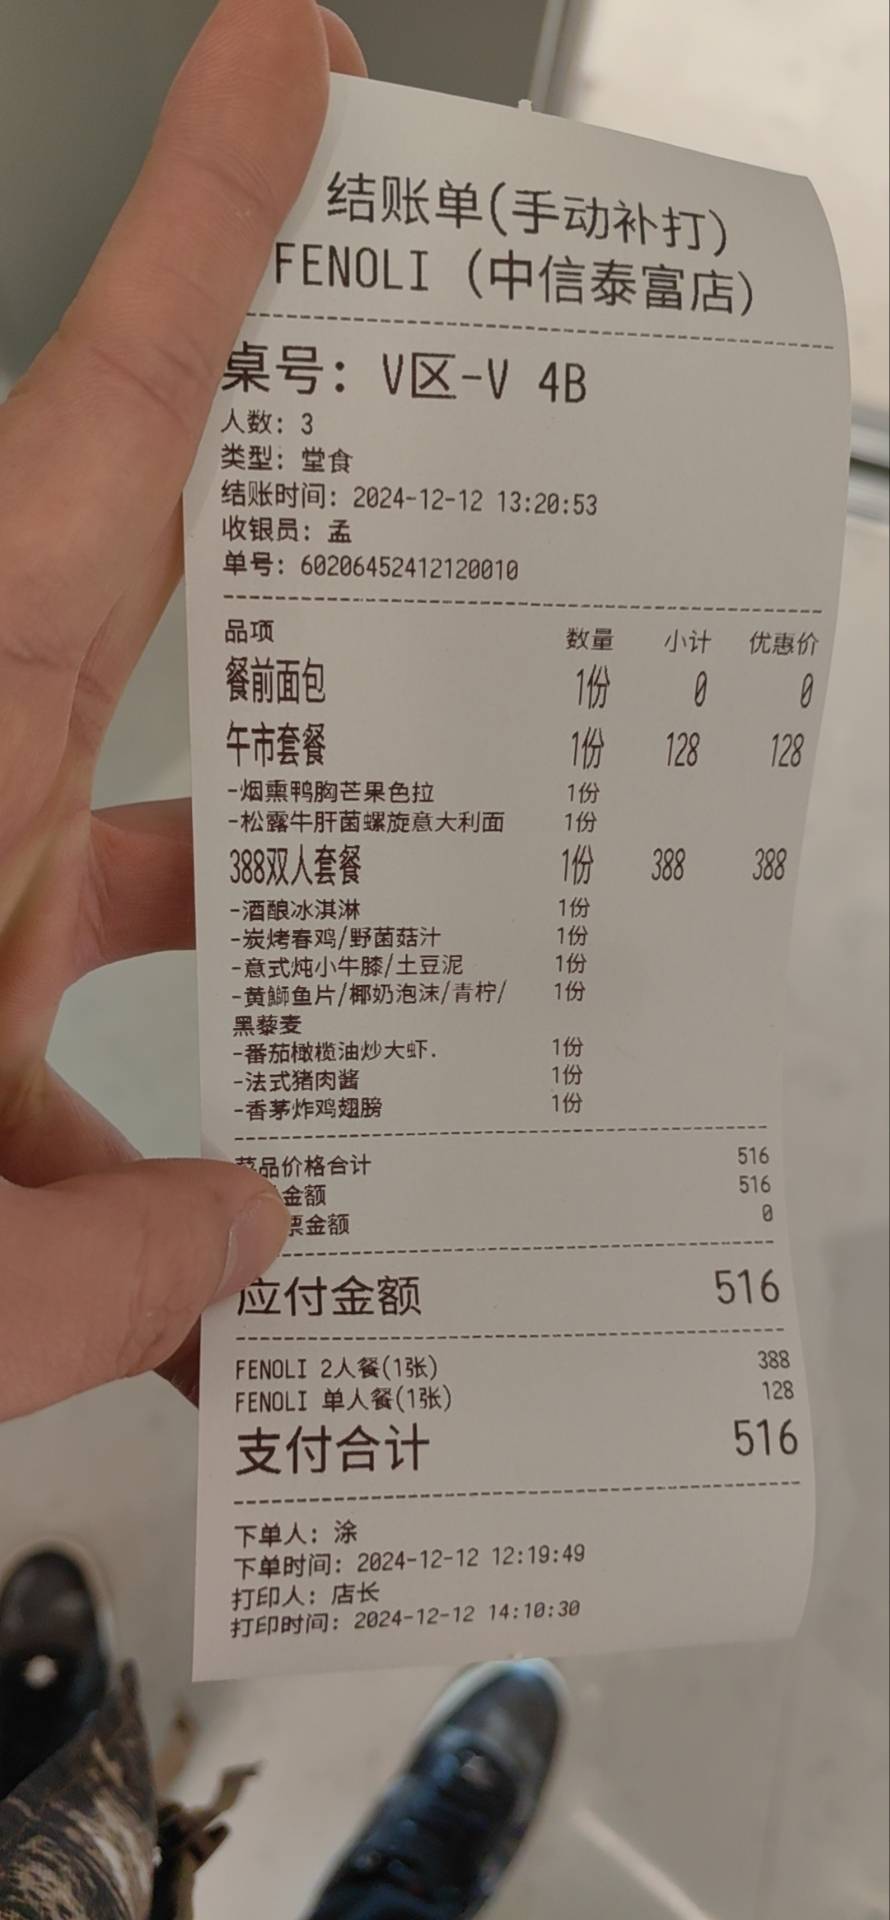 结账单(手动补打)
FENOLI (中信泰富店)
桌号: V区-V 4B
人数: 3
类型: 堂食
结账时间: 2024-12-12 13:20:53
收银员: 孟
单号: 60206452412120010
品项 数量 小计 优惠价
餐前面包 1份 0 0
午市套餐 1份 128 128
-烟熏鸭胸芒果色拉 1份
-松露牛肝菌螺旋意大利面 1份
388双人套餐 1份 388 388
-酒酿冰淇淋 1份
-炭烤春鸡/野菌菇汁 1份
-意式炖小牛膝/土豆泥 1份
-黄鰤鱼片/椰奶泡沫/青柠/ 1份
黑藜麦
-番茄橄榄油炒大虾. 1份
-法式猪肉酱 1份
-香茅炸鸡翅膀 1份
菜品价格合计 516
金额 516
票金额 0
应付金额 516
FENOLI 2人餐(1张) 388
FENOLI 单人餐(1张) 128
支付合计 516
下单人: 涂
下单时间: 2024-12-12 12:19:49
打印人: 店长
打印时间: 2024-12-12 14:10:30